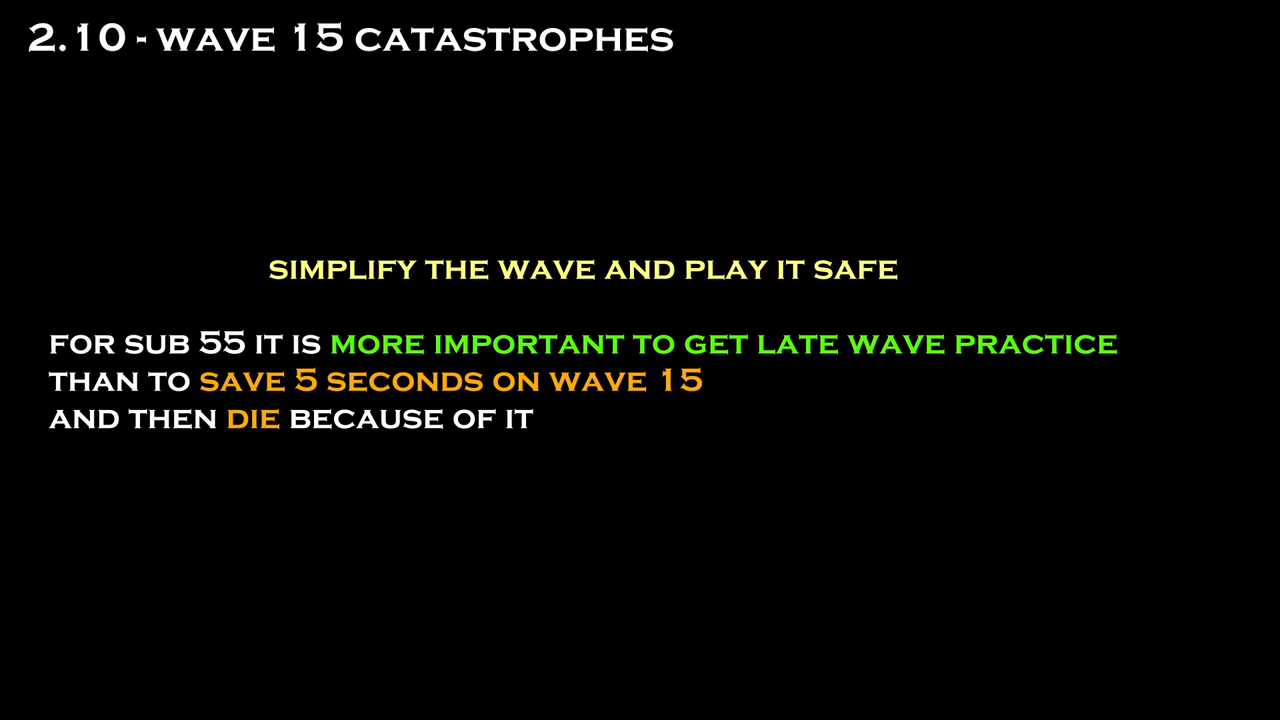 2.10 - WAVE 15 CATASTROPHES
SIMPLIFY THE WAVE AND PLAY IT SAFE
FOR SUB 55 IT IS MORE IMPORTANT TO GET LATE WAVE PRACTICE
THAN TO SAVE 5 SECONDS ON WAVE 15
AND THEN DIE BECAUSE OF IT